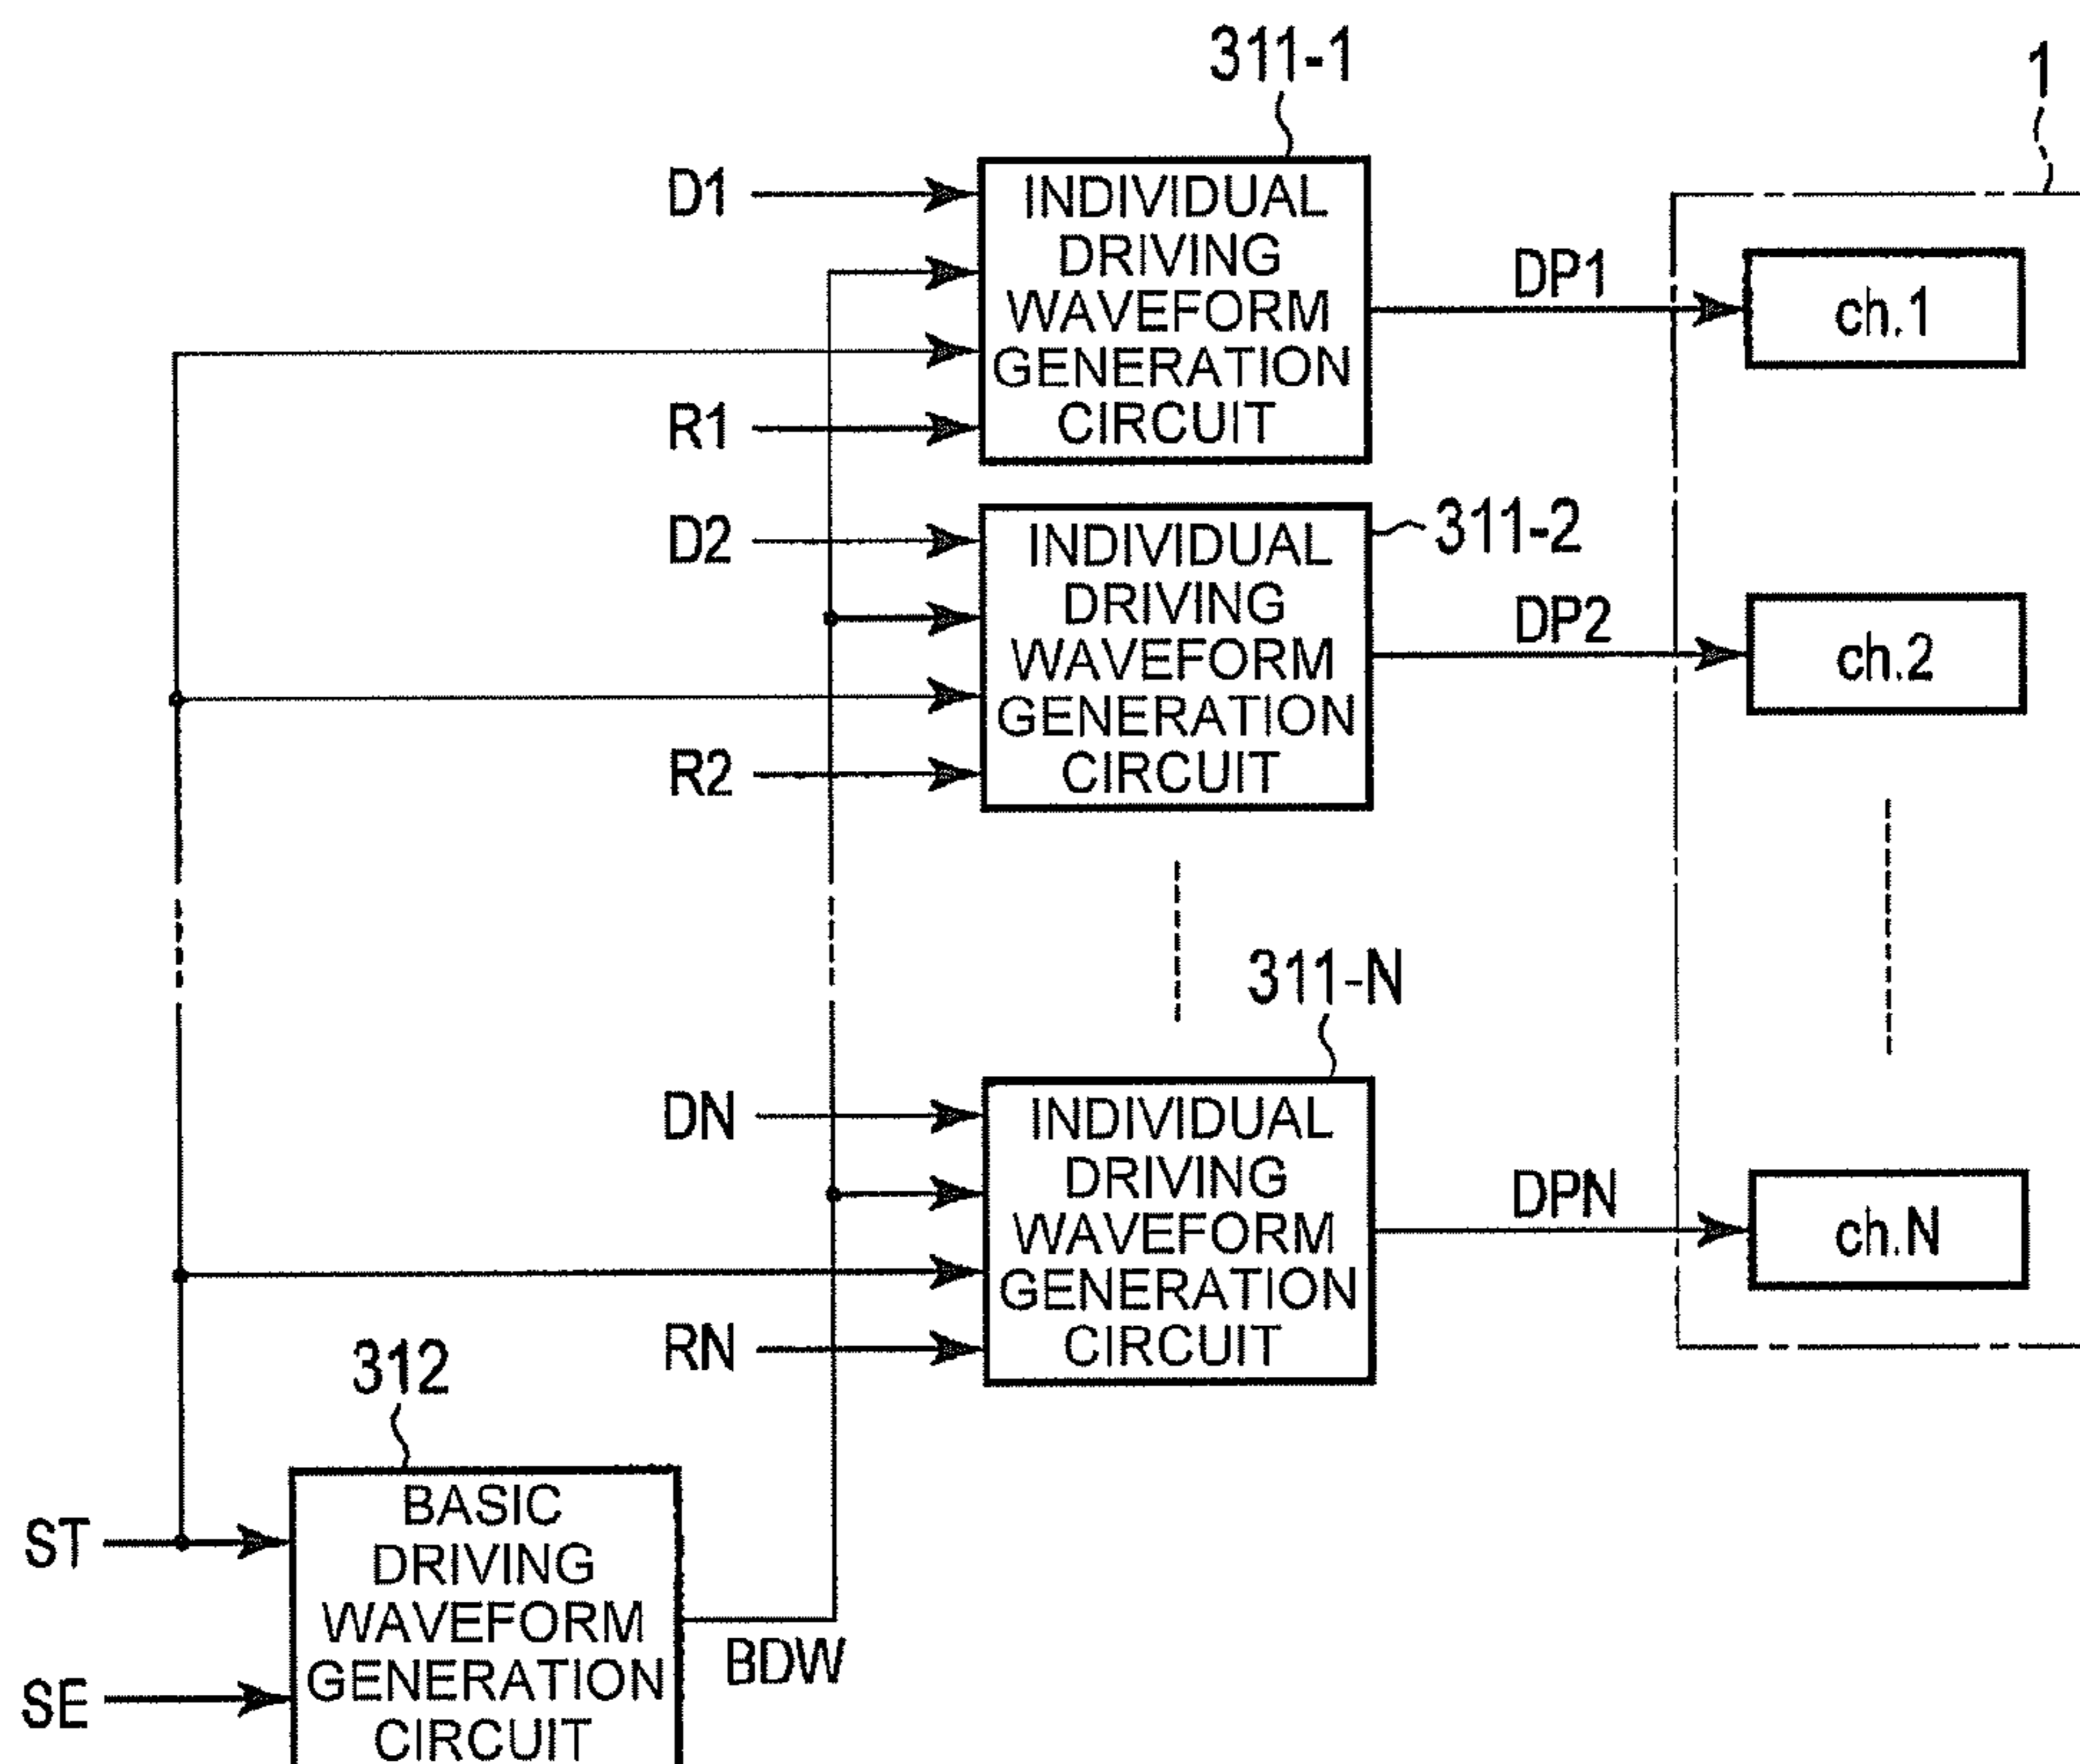 311-1
1
D1
INDIVIDUAL
DRIVING
WAVEFORM
GENERATION
CIRCUIT
DP1
ch.1
R1
D2
311-2
INDIVIDUAL
DRIVING
WAVEFORM
GENERATION
CIRCUIT
DP2
ch.2
R2
311-N
DN
INDIVIDUAL
DRIVING
WAVEFORM
GENERATION
CIRCUIT
DPN
ch.N
RN
312
ST
BASIC
DRIVING
WAVEFORM
GENERATION
CIRCUIT
BDW
SE